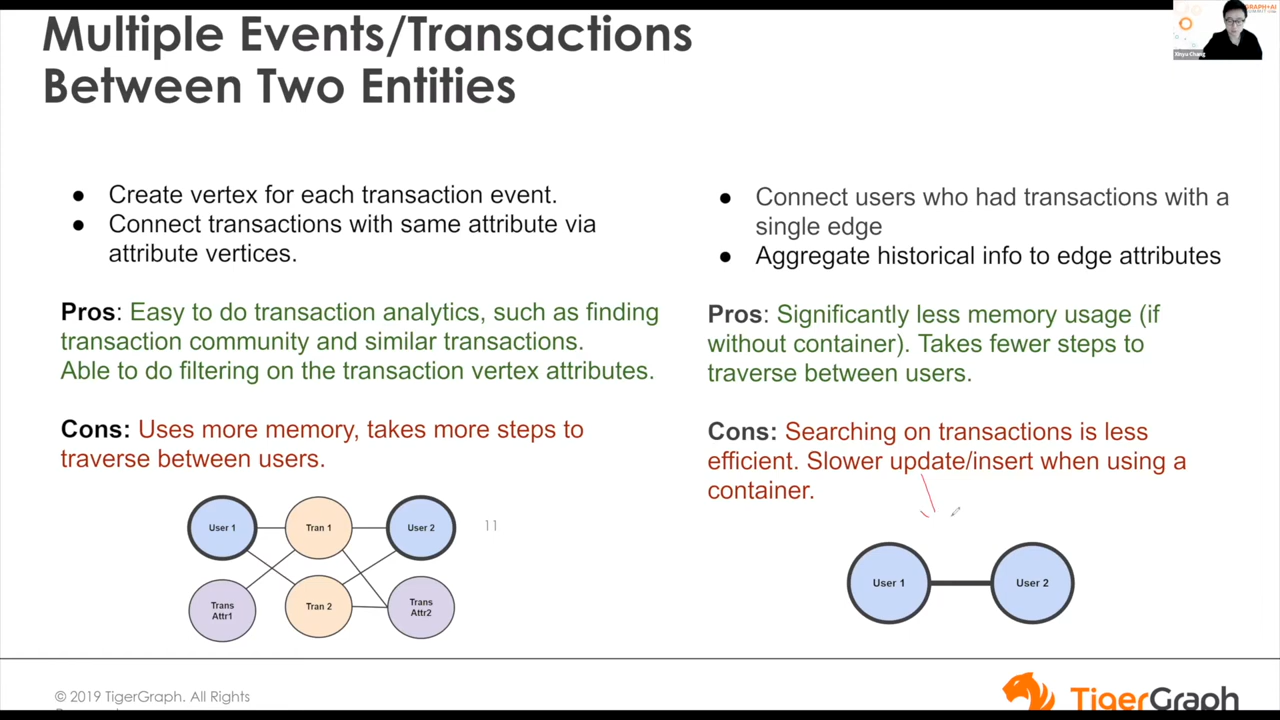 Multiple Events/Transactions
Between Two Entities
GRAPH+AI
Xinyu Chang
● Create vertex for each transaction event.
● Connect transactions with same attribute via
attribute vertices.
Pros: Easy to do transaction analytics, such as finding
transaction community and similar transactions.
Able to do filtering on the transaction vertex attributes.
Cons: Uses more memory, takes more steps to
traverse between users.
User 1
Tran 1
User 2
Trans
Attr1
Tran 2
Trans
Attr2
11
● Connect users who had transactions with a
single edge
● Aggregate historical info to edge attributes
Pros: Significantly less memory usage (if
without container). Takes fewer steps to
traverse between users.
Cons: Searching on transactions is less
efficient. Slower update/insert when using a
container.
User 1
User 2
© 2019 TigerGraph. All Rights
TigerGraph